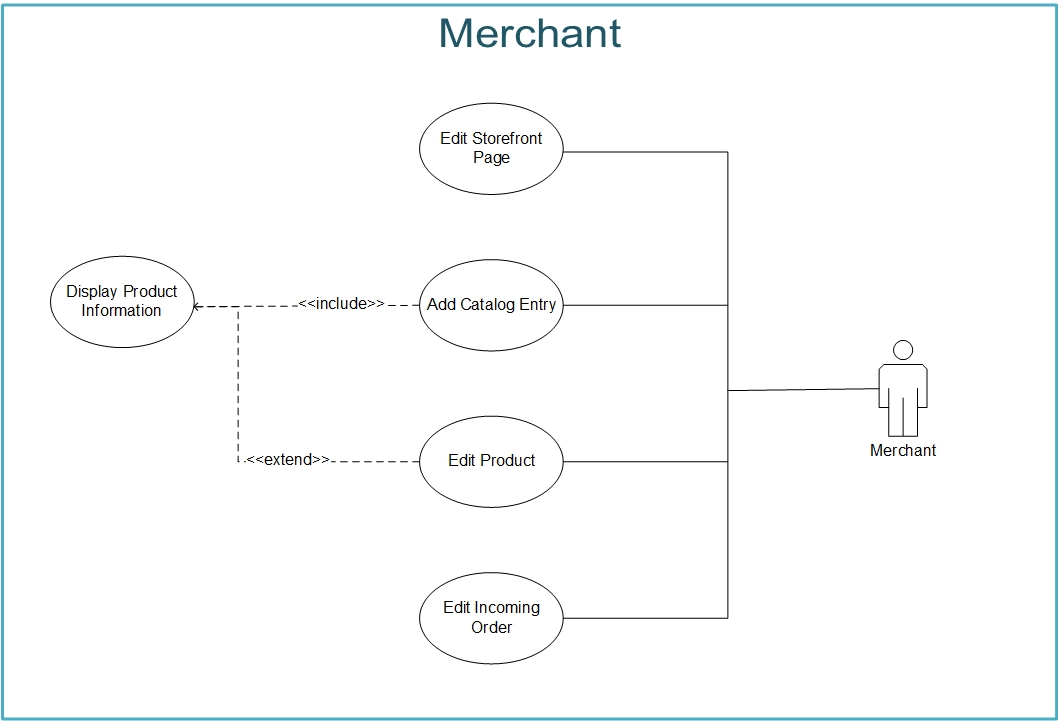 Merchant
Edit Storefront
Page
Display Product
Information
<<include>>
Add Catalog Entry
<<extend>>
Edit Product
Merchant
Edit Incoming
Order